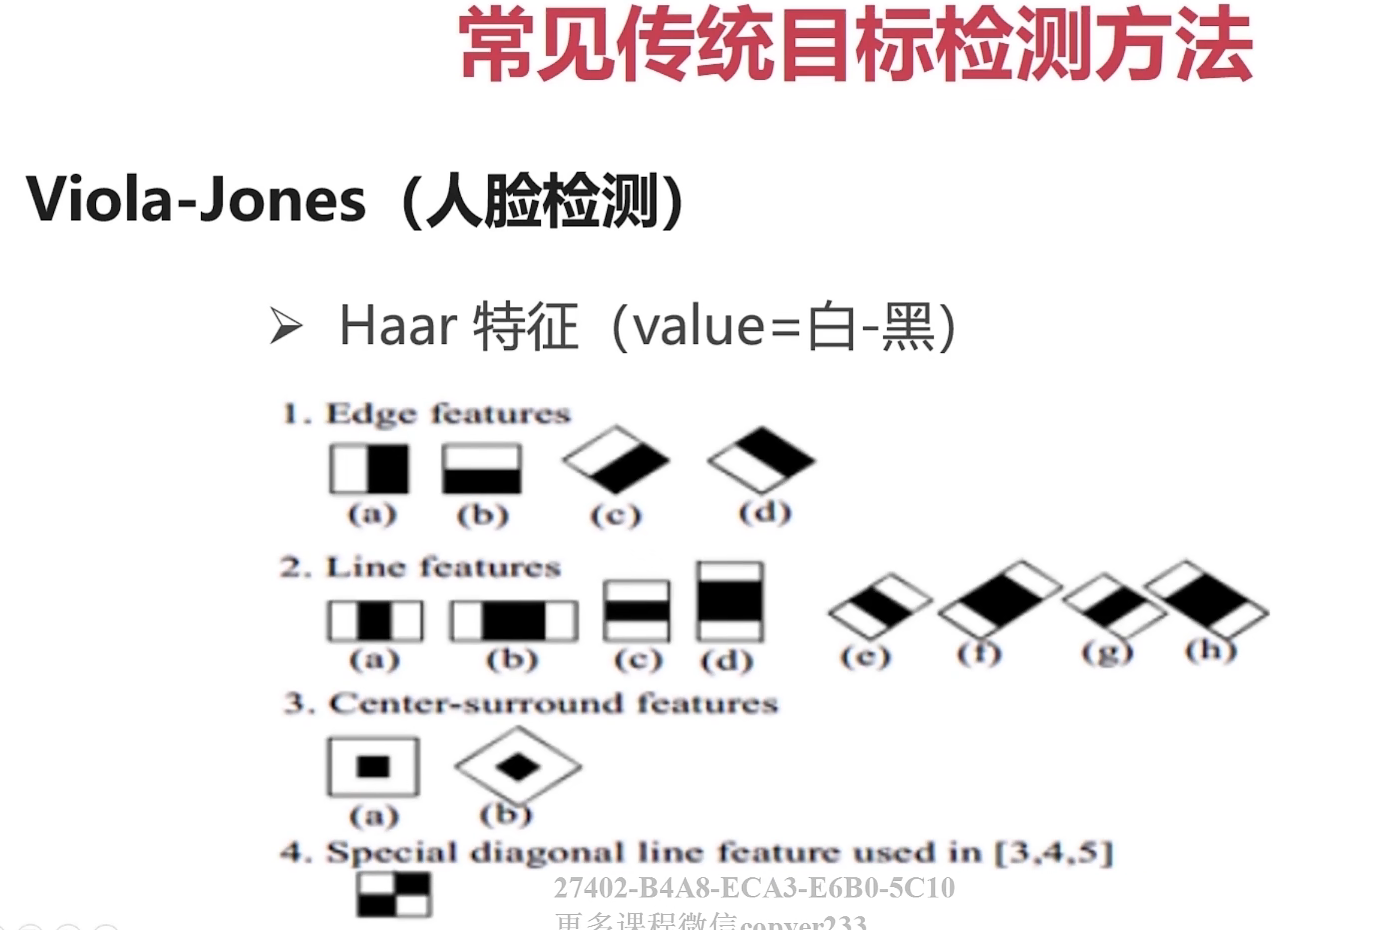 常见传统目标检测方法
Viola-Jones（人脸检测）
➢ Haar 特征（value=白-黑）
1. Edge features
(a) (b) (c) (d)
2. Line features
(a) (b) (c) (d) (e) (f) (g) (h)
3. Center-surround features
(a) (b)
4. Special diagonal line feature used in [3,4,5]
27402-B4A8-ECA3-E6B0-5C10
更多课程微信copyer233